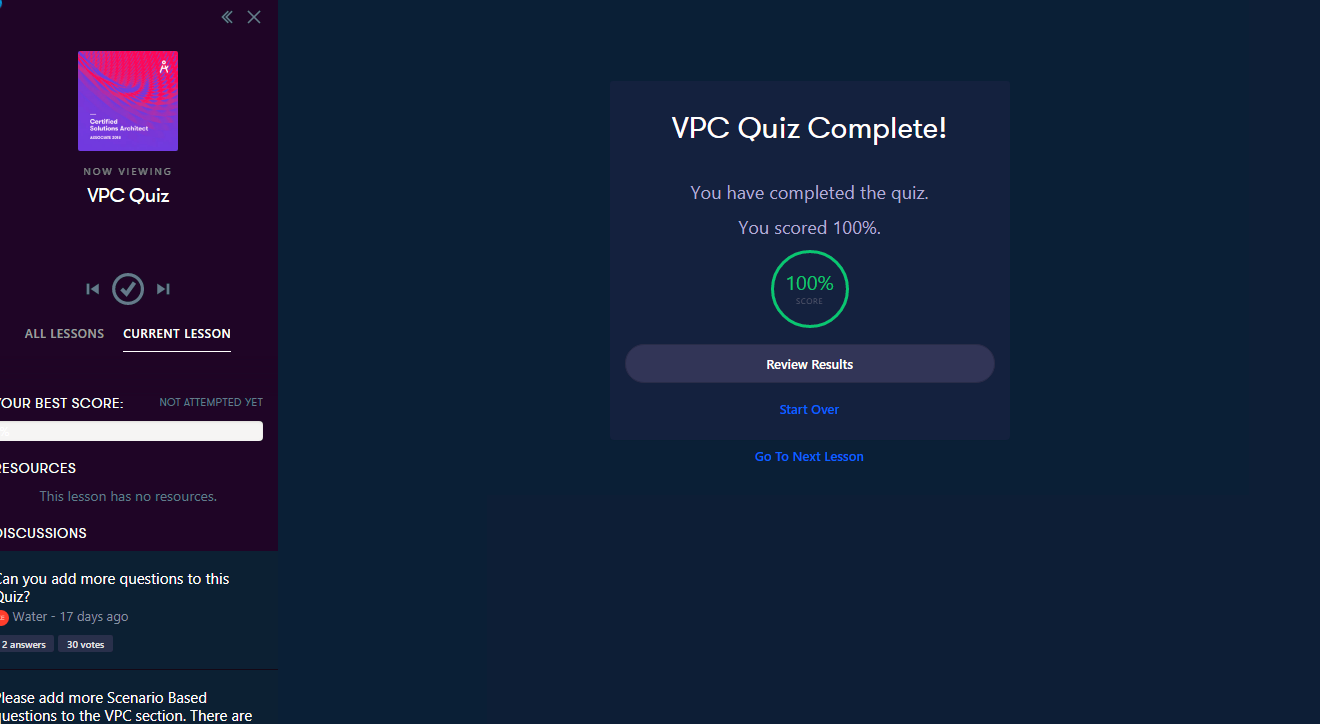 Certified
Solutions Architect
ASSOCIATE 2018
NOW VIEWING
VPC Quiz
ALL LESSONS CURRENT LESSON
YOUR BEST SCORE: NOT ATTEMPTED YET
RESOURCES
This lesson has no resources.
DISCUSSIONS
Can you add more questions to this
Quiz?
Water - 17 days ago
2 answers 30 votes
Please add more Scenario Based
questions to the VPC section. There are
VPC Quiz Complete!
You have completed the quiz.
You scored 100%.
100%
SCORE
Review Results
Start Over
Go To Next Lesson